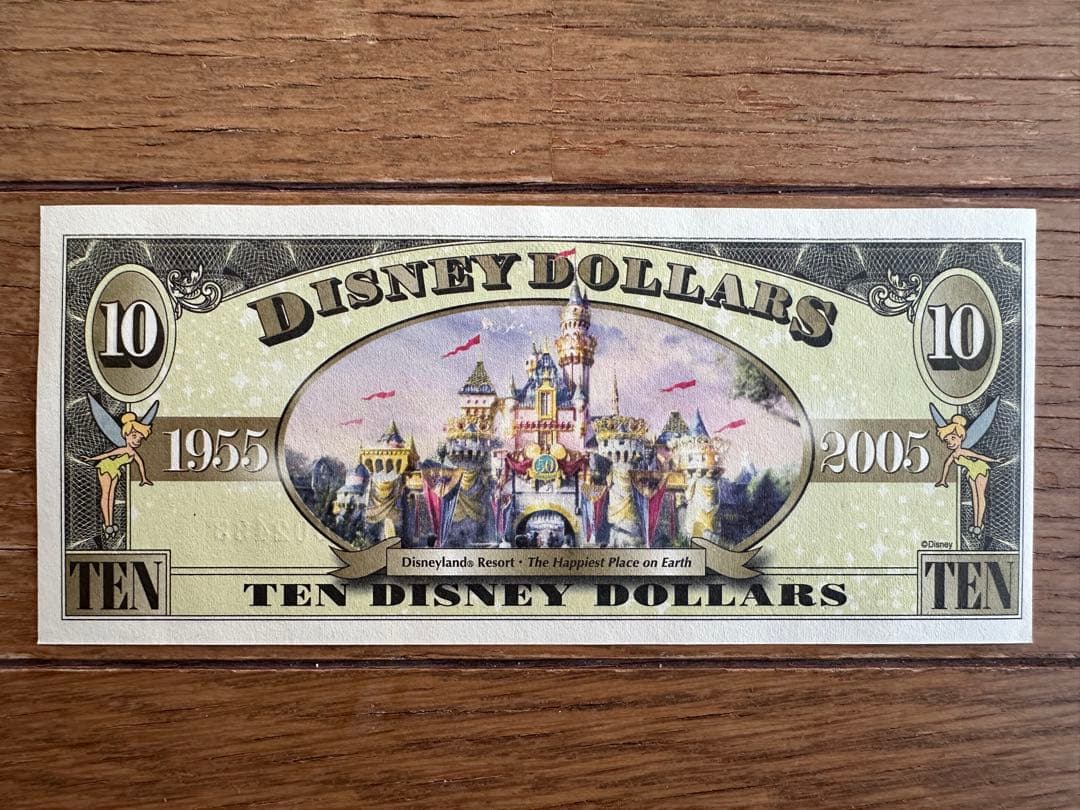 DISNEY DOLLARS
10
10
1955
50
2005
©Disney
Disneyland® Resort • The Happiest Place on Earth
TEN
TEN DISNEY DOLLARS
TEN